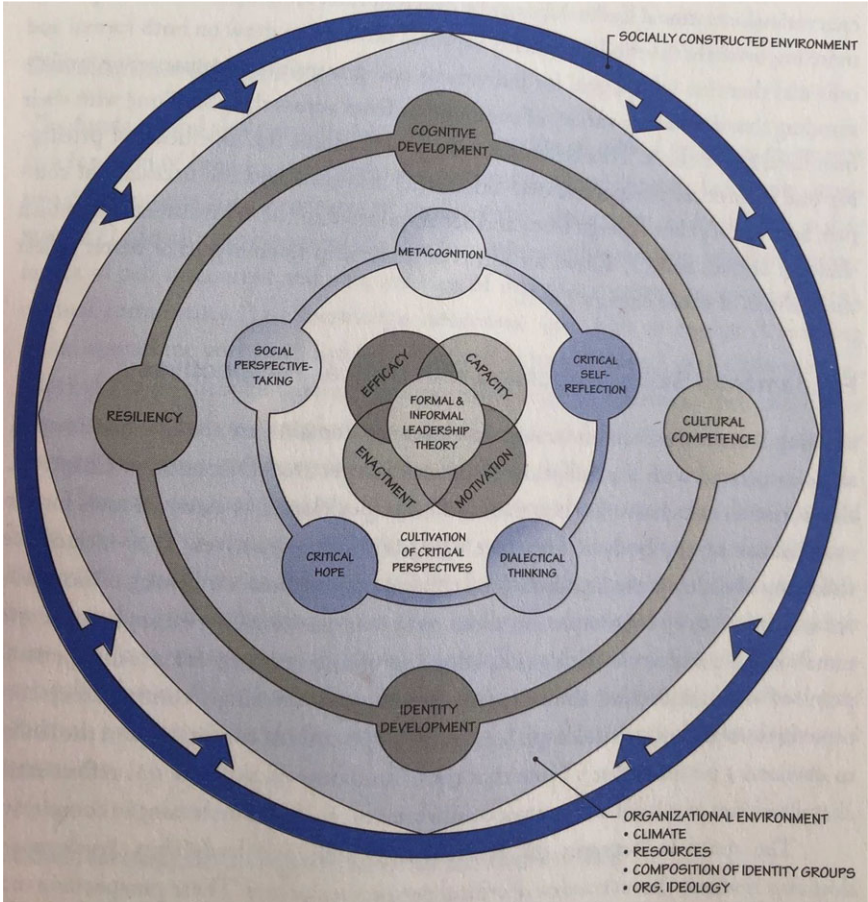 SOCIALLY CONSTRUCTED ENVIRONMENT
COGNITIVE
DEVELOPMENT
METACOGNITION
SOCIAL
PERSPECTIVE-
TAKING
EFFICACY
CAPACITY
CRITICAL
SELF-
REFLECTION
RESILIENCY
FORMAL &
INFORMAL
LEADERSHIP
THEORY
CULTURAL
COMPETENCE
ENACTMENT
MOTIVATION
CRITICAL
HOPE
CULTIVATION
OF CRITICAL
PERSPECTIVES
DIALECTICAL
THINKING
IDENTITY
DEVELOPMENT
ORGANIZATIONAL ENVIRONMENT
• CLIMATE
• RESOURCES
• COMPOSITION OF IDENTITY GROUPS
• ORG. IDEOLOGY